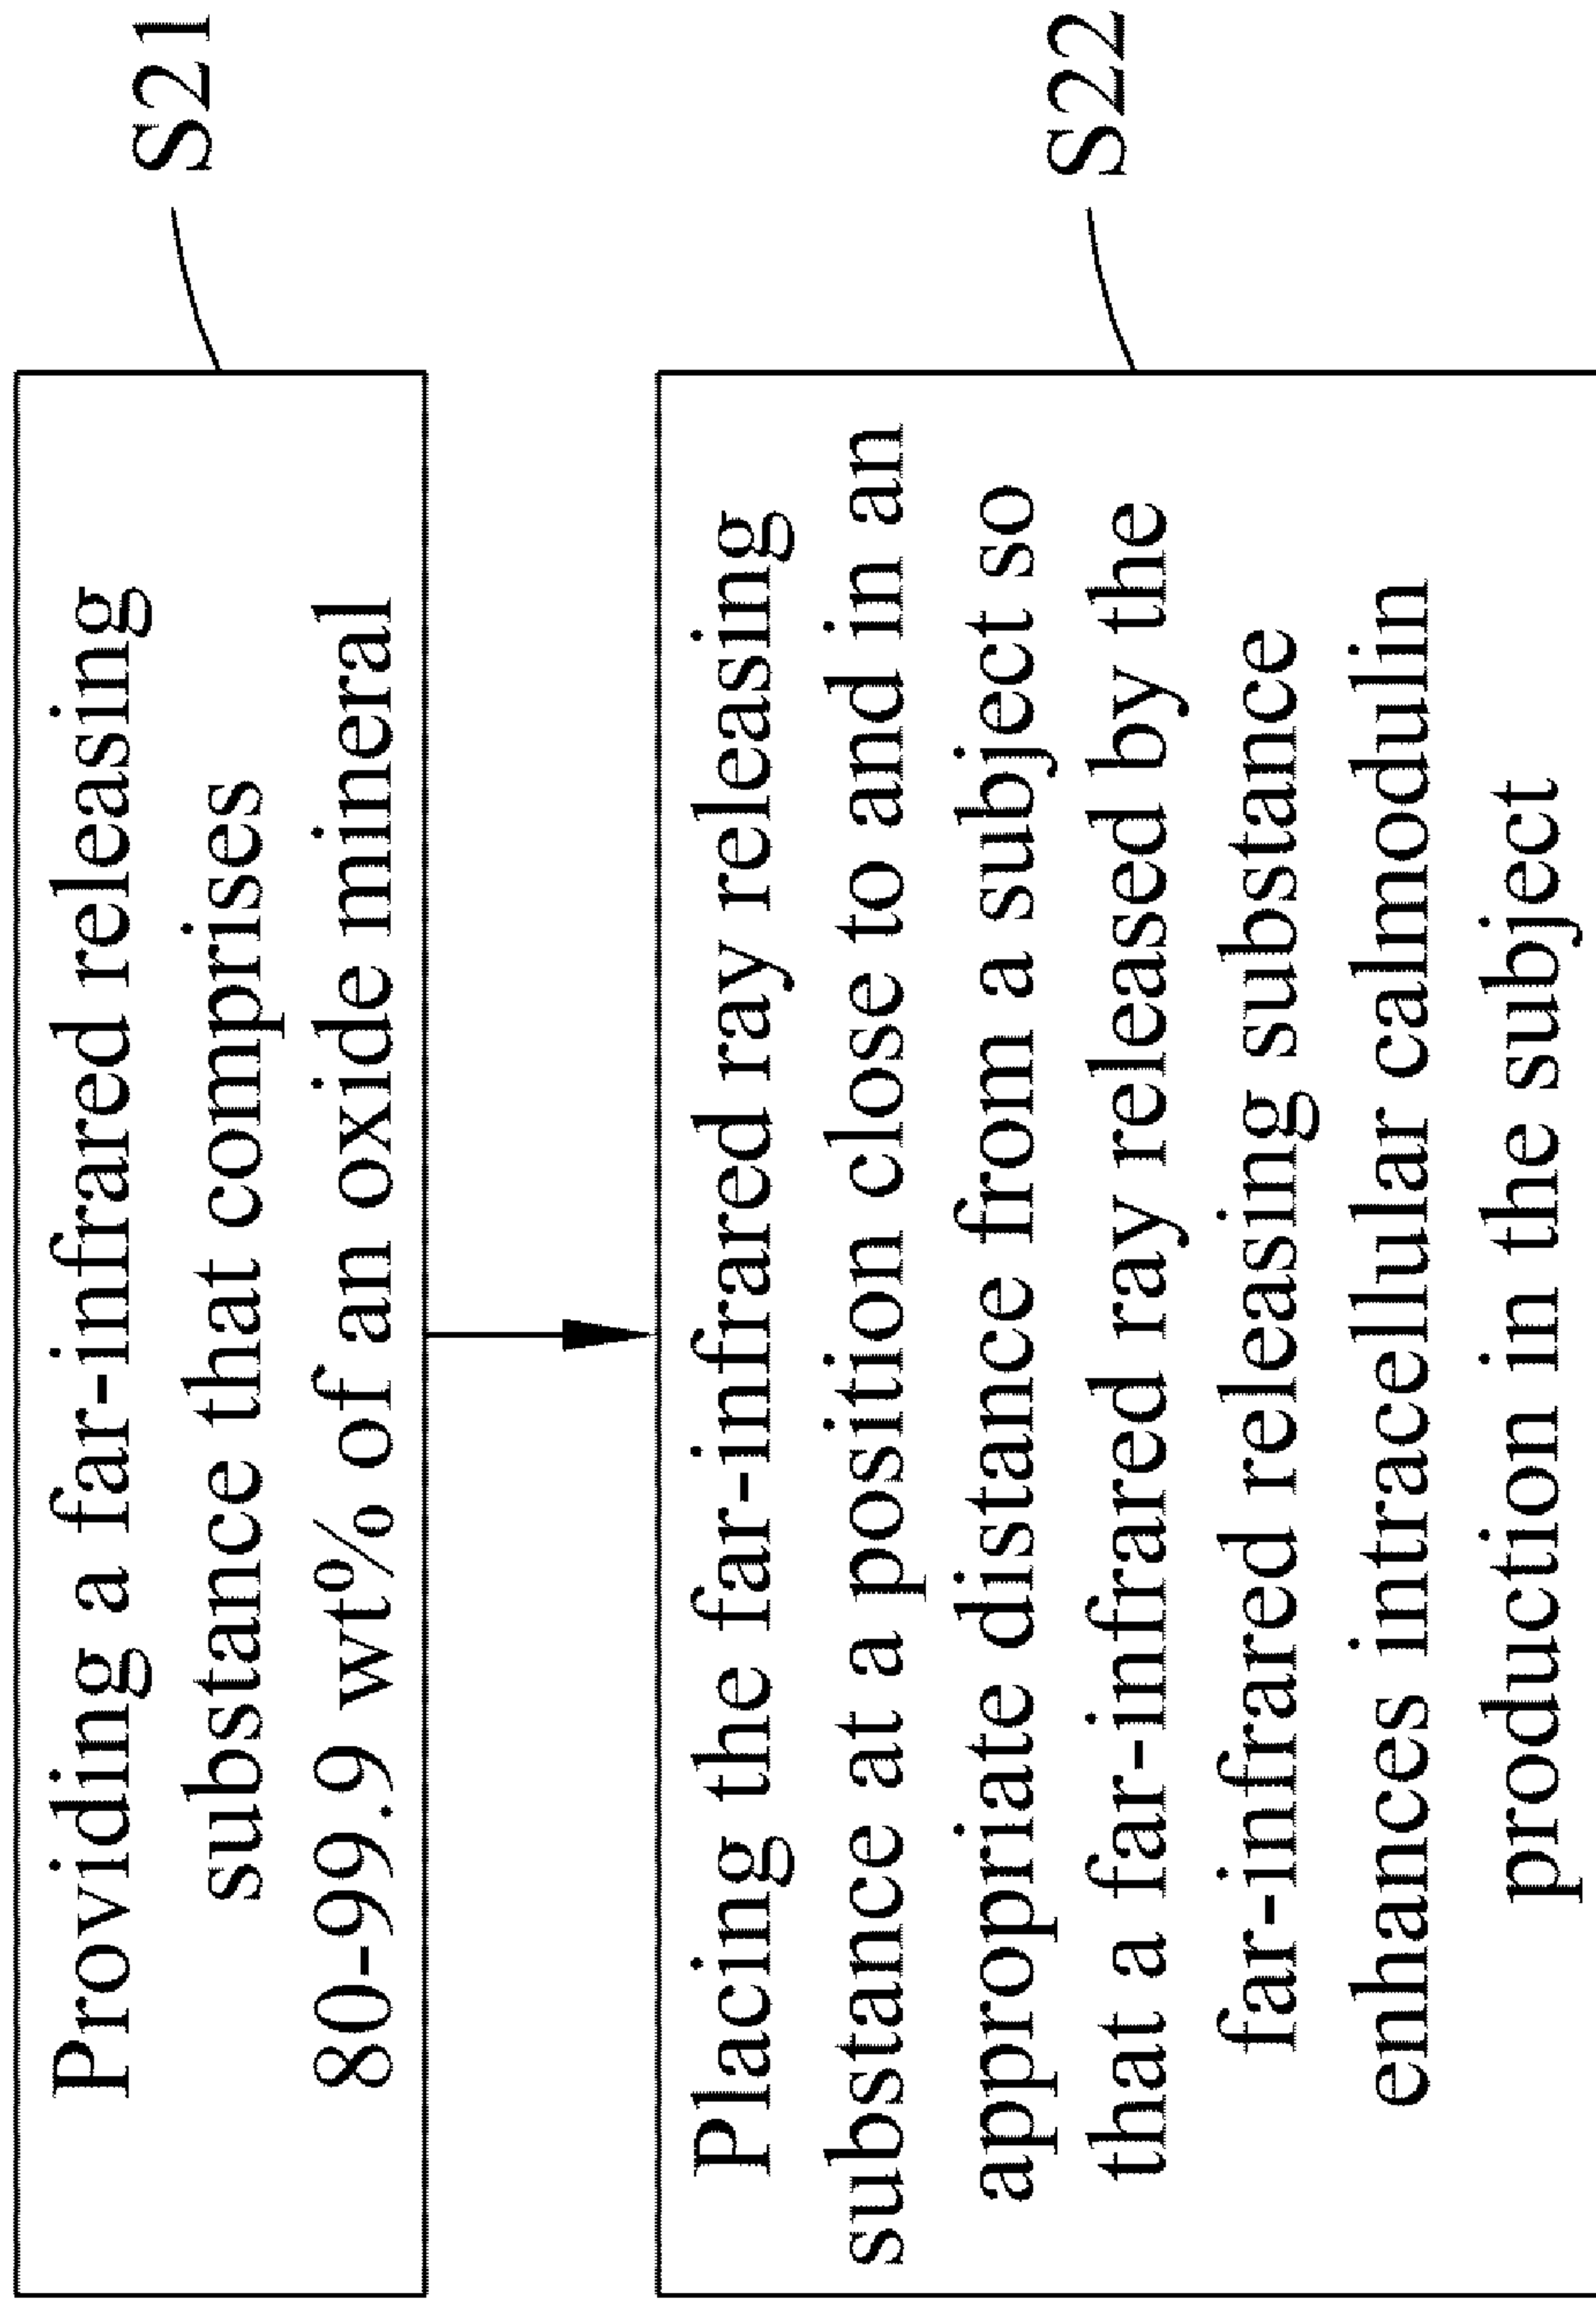 Providing a far-infrared releasing
substance that comprises
80-99.9 wt% of an oxide mineral
S21
Placing the far-infrared ray releasing
substance at a position close to and in an
appropriate distance from a subject so
that a far-infrared ray released by the
far-infrared releasing substance
enhances intracellular calmodulin
production in the subject
S22